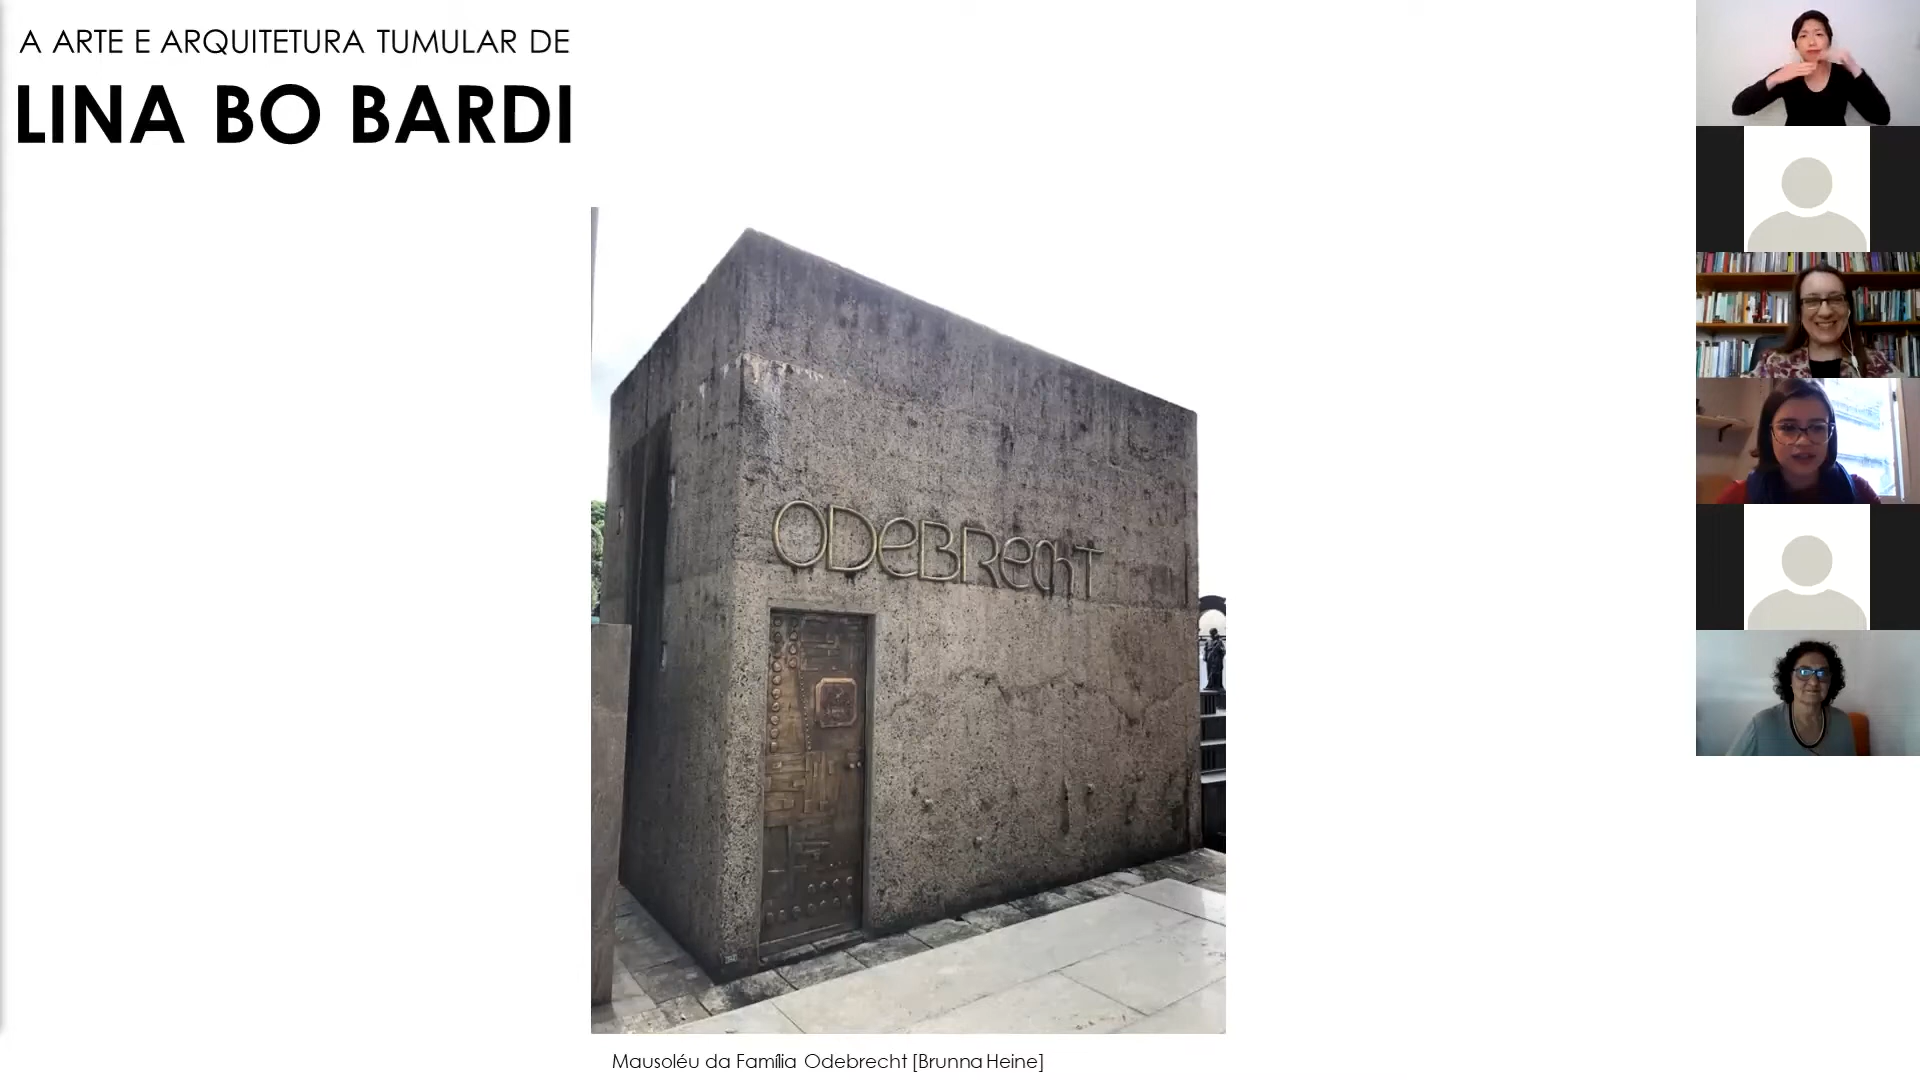 A ARTE E ARQUITETURA TUMULAR DE
LINA BO BARDI
ODEBRECHT
Mausoléu da Família Odebrecht [Brunna Heine]